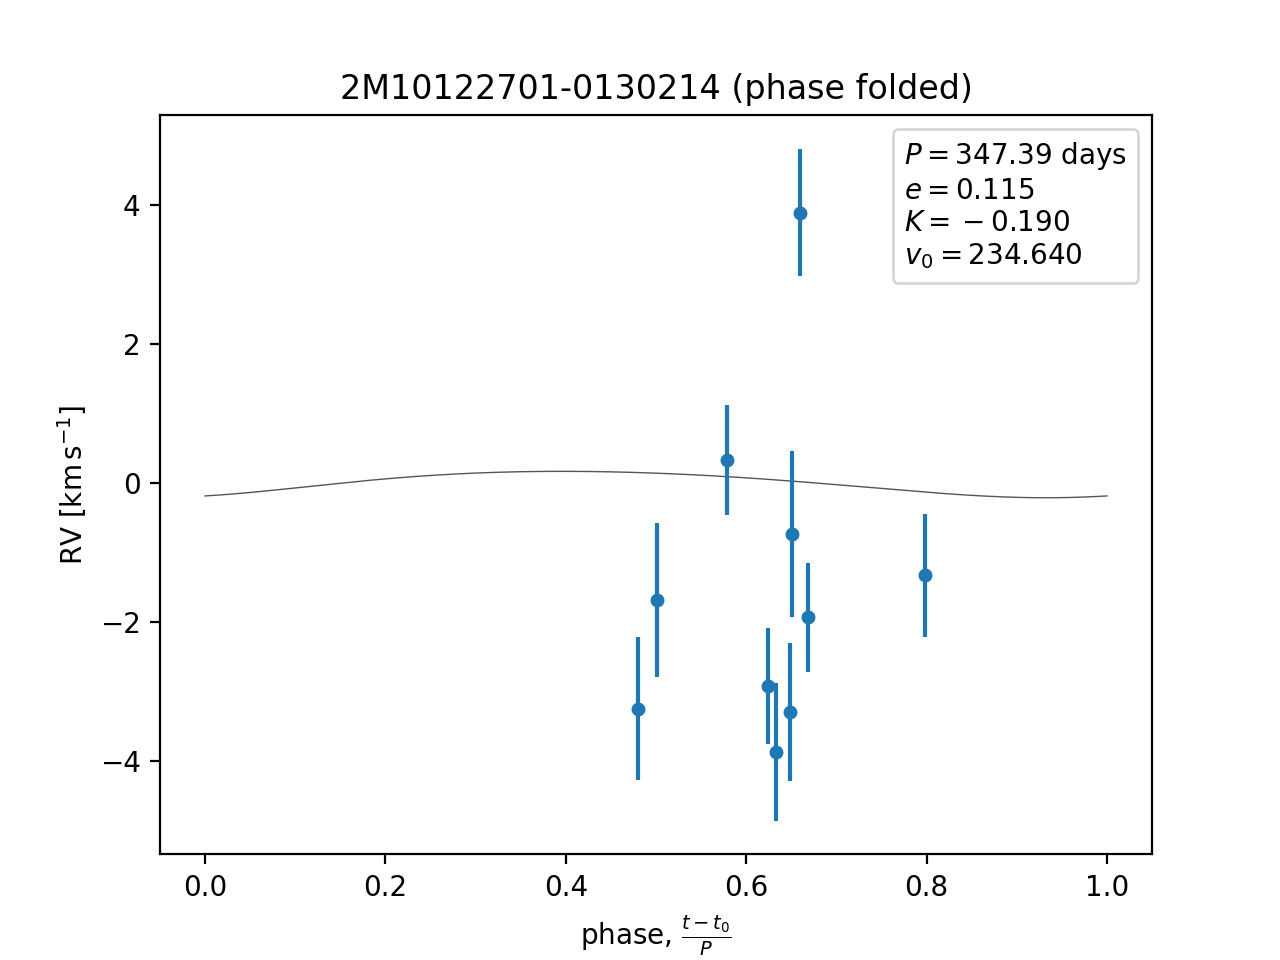 2M10122701-0130214 (phase folded)
P = 347.39 days
e = 0.115
K = −0.190
v₀ = 234.640
4
2
0
−2
−4
RV [km s⁻¹]
0.0 0.2 0.4 0.6 0.8 1.0
phase, (t − t₀)/P